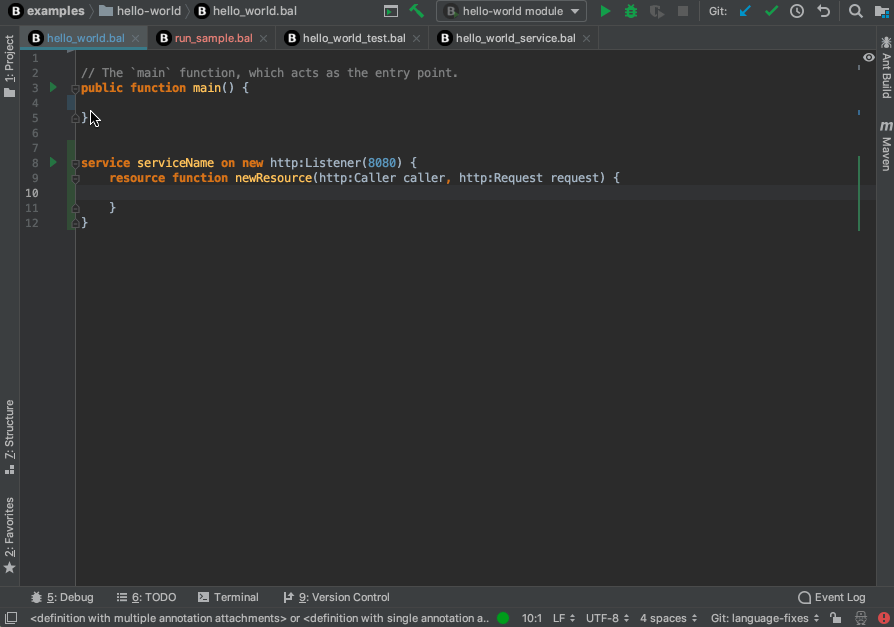 B examples hello-world B hello_world.bal B hello-world module Git:
B hello_world.bal B run_sample.bal B hello_world_test.bal B hello_world_service.bal
1: Project
Z: Structure
2: Favorites
1
2 // The `main` function, which acts as the entry point.
3 public function main() {
4
5 }
6
7
8 service serviceName on new http:Listener(8080) {
9 resource function newResource(http:Caller caller, http:Request request) {
10
11 }
12 }
Ant Build
m Maven
5: Debug 6: TODO Terminal 9: Version Control Event Log
<definition with multiple annotation attachments> or <definition with single annotation a.. 10:1 LF UTF-8 4 spaces Git: language-fixes